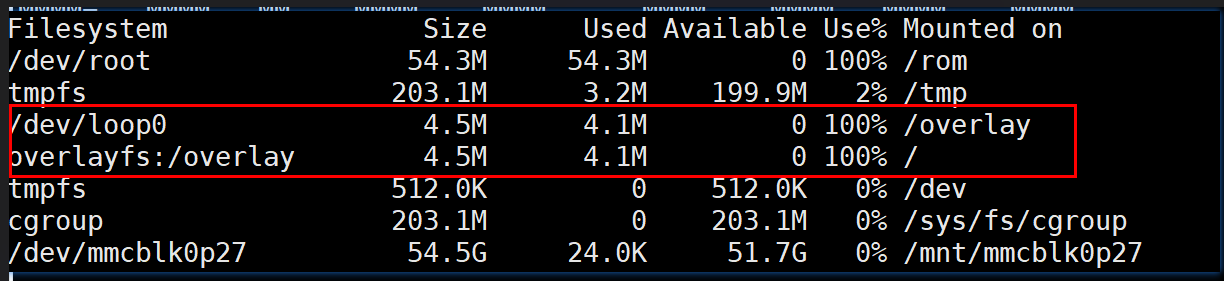 Filesystem Size Used Available Use% Mounted on
/dev/root 54.3M 54.3M 0 100% /rom
tmpfs 203.1M 3.2M 199.9M 2% /tmp
/dev/loop0 4.5M 4.1M 0 100% /overlay
overlayfs:/overlay 4.5M 4.1M 0 100% /
tmpfs 512.0K 0 512.0K 0% /dev
cgroup 203.1M 0 203.1M 0% /sys/fs/cgroup
/dev/mmcblk0p27 54.5G 24.0K 51.7G 0% /mnt/mmcblk0p27